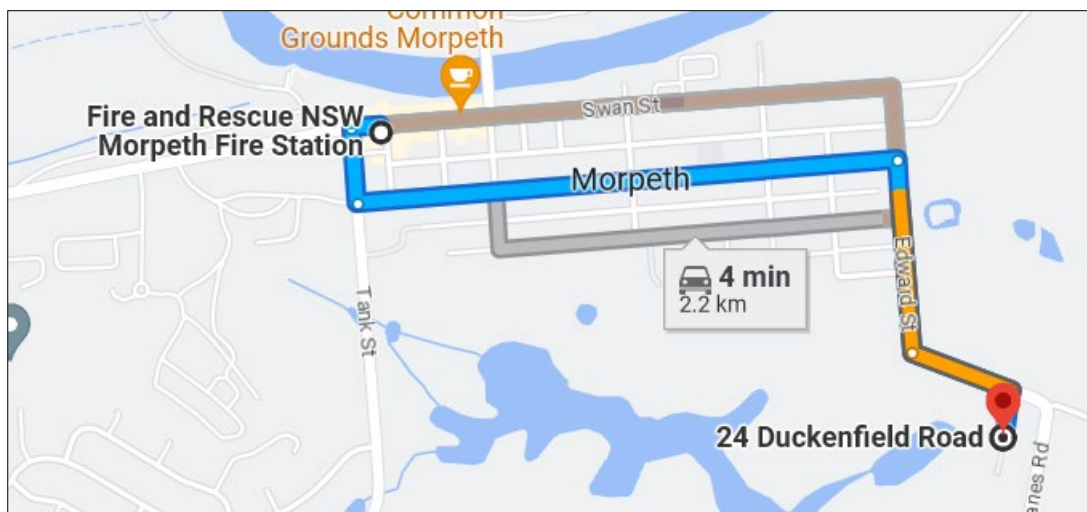 Common
Grounds Morpeth
Fire and Rescue NSW
Morpeth Fire Station
Swan St
Morpeth
4 min
2.2 km
Edward St
Tank St
24 Duckenfield Road
Rd